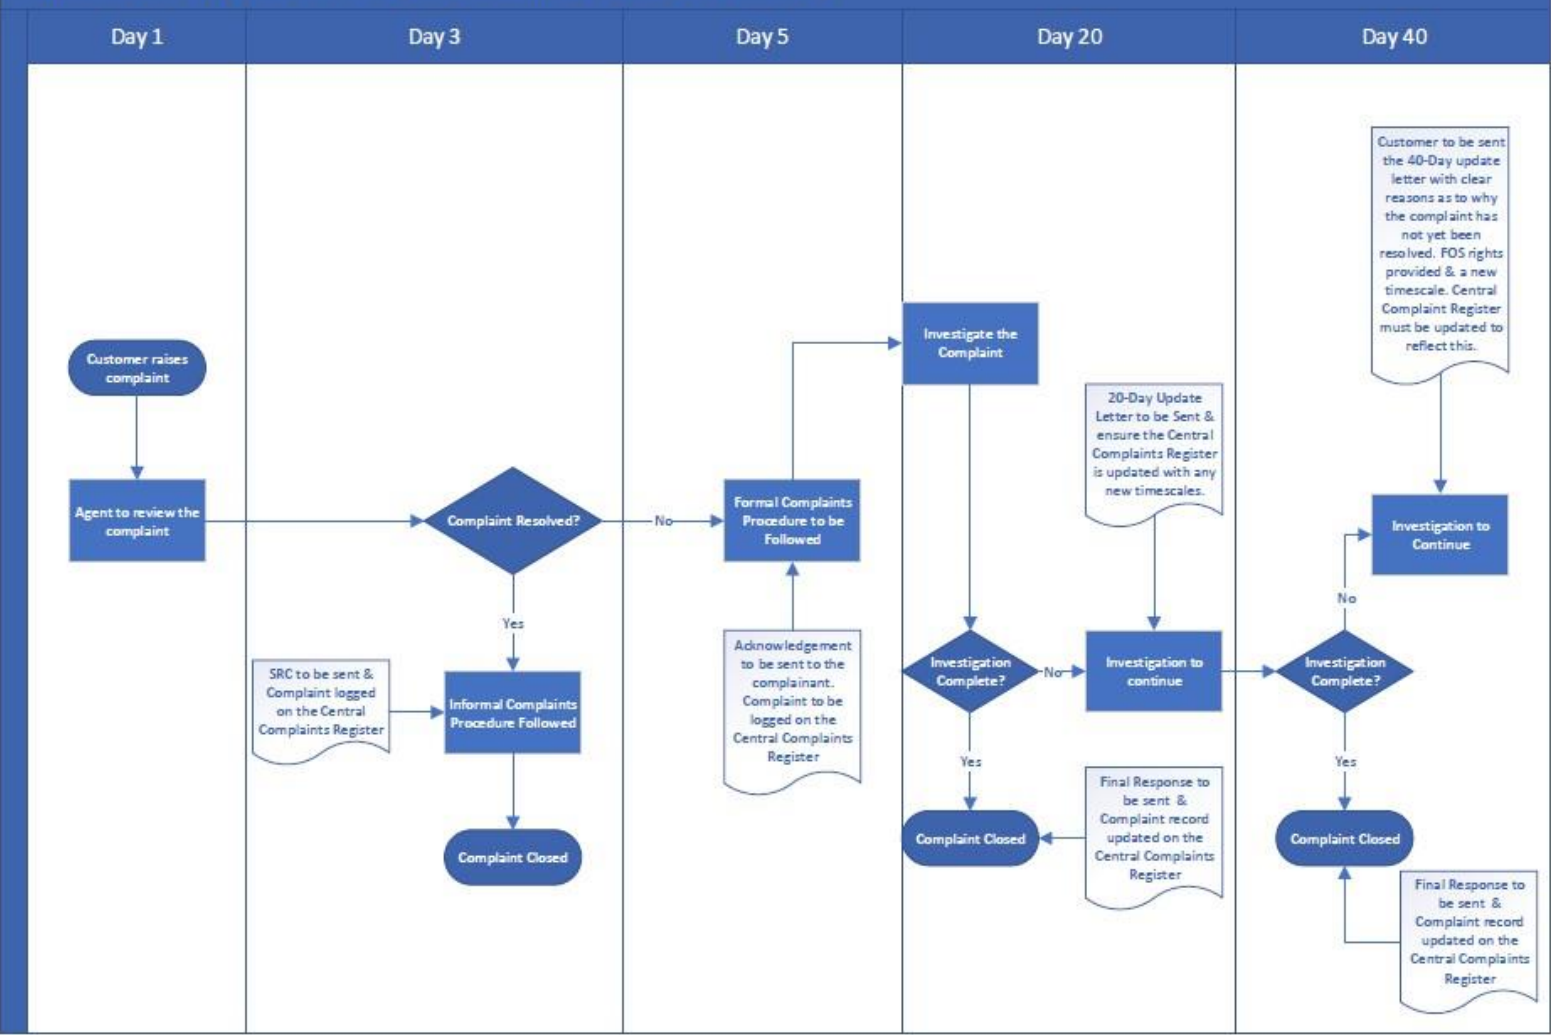 Day 1
Day 3
Day 5
Day 20
Day 40
Customer raises
complaint
Agent to review the
complaint
Complaint Resolved?
Yes
No
SRC to be sent &
Complaint logged
on the Central
Complaints Register
Informal Complaints
Procedure Followed
Complaint Closed
Formal Complaints
Procedure to be
Followed
Acknowledgement
to be sent to the
complainant.
Complaint to be
logged on the
Central Complaints
Register
Investigate the
Complaint
20-Day Update
Letter to be Sent &
ensure the Central
Complaints Register
is updated with any
new timescales.
Investigation
Complete?
No
Investigation to
continue
Yes
Complaint Closed
Final Response to
be sent &
Complaint record
updated on the
Central Complaints
Register
Customer to be sent
the 40-Day update
letter with clear
reasons as to why
the complaint has
not yet been
resolved. FOS rights
provided & a new
timescale. Central
Complaint Register
must be updated to
reflect this.
Investigation to
Continue
No
Investigation
Complete?
Yes
Complaint Closed
Final Response to
be sent &
Complaint record
updated on the
Central Complaints
Register